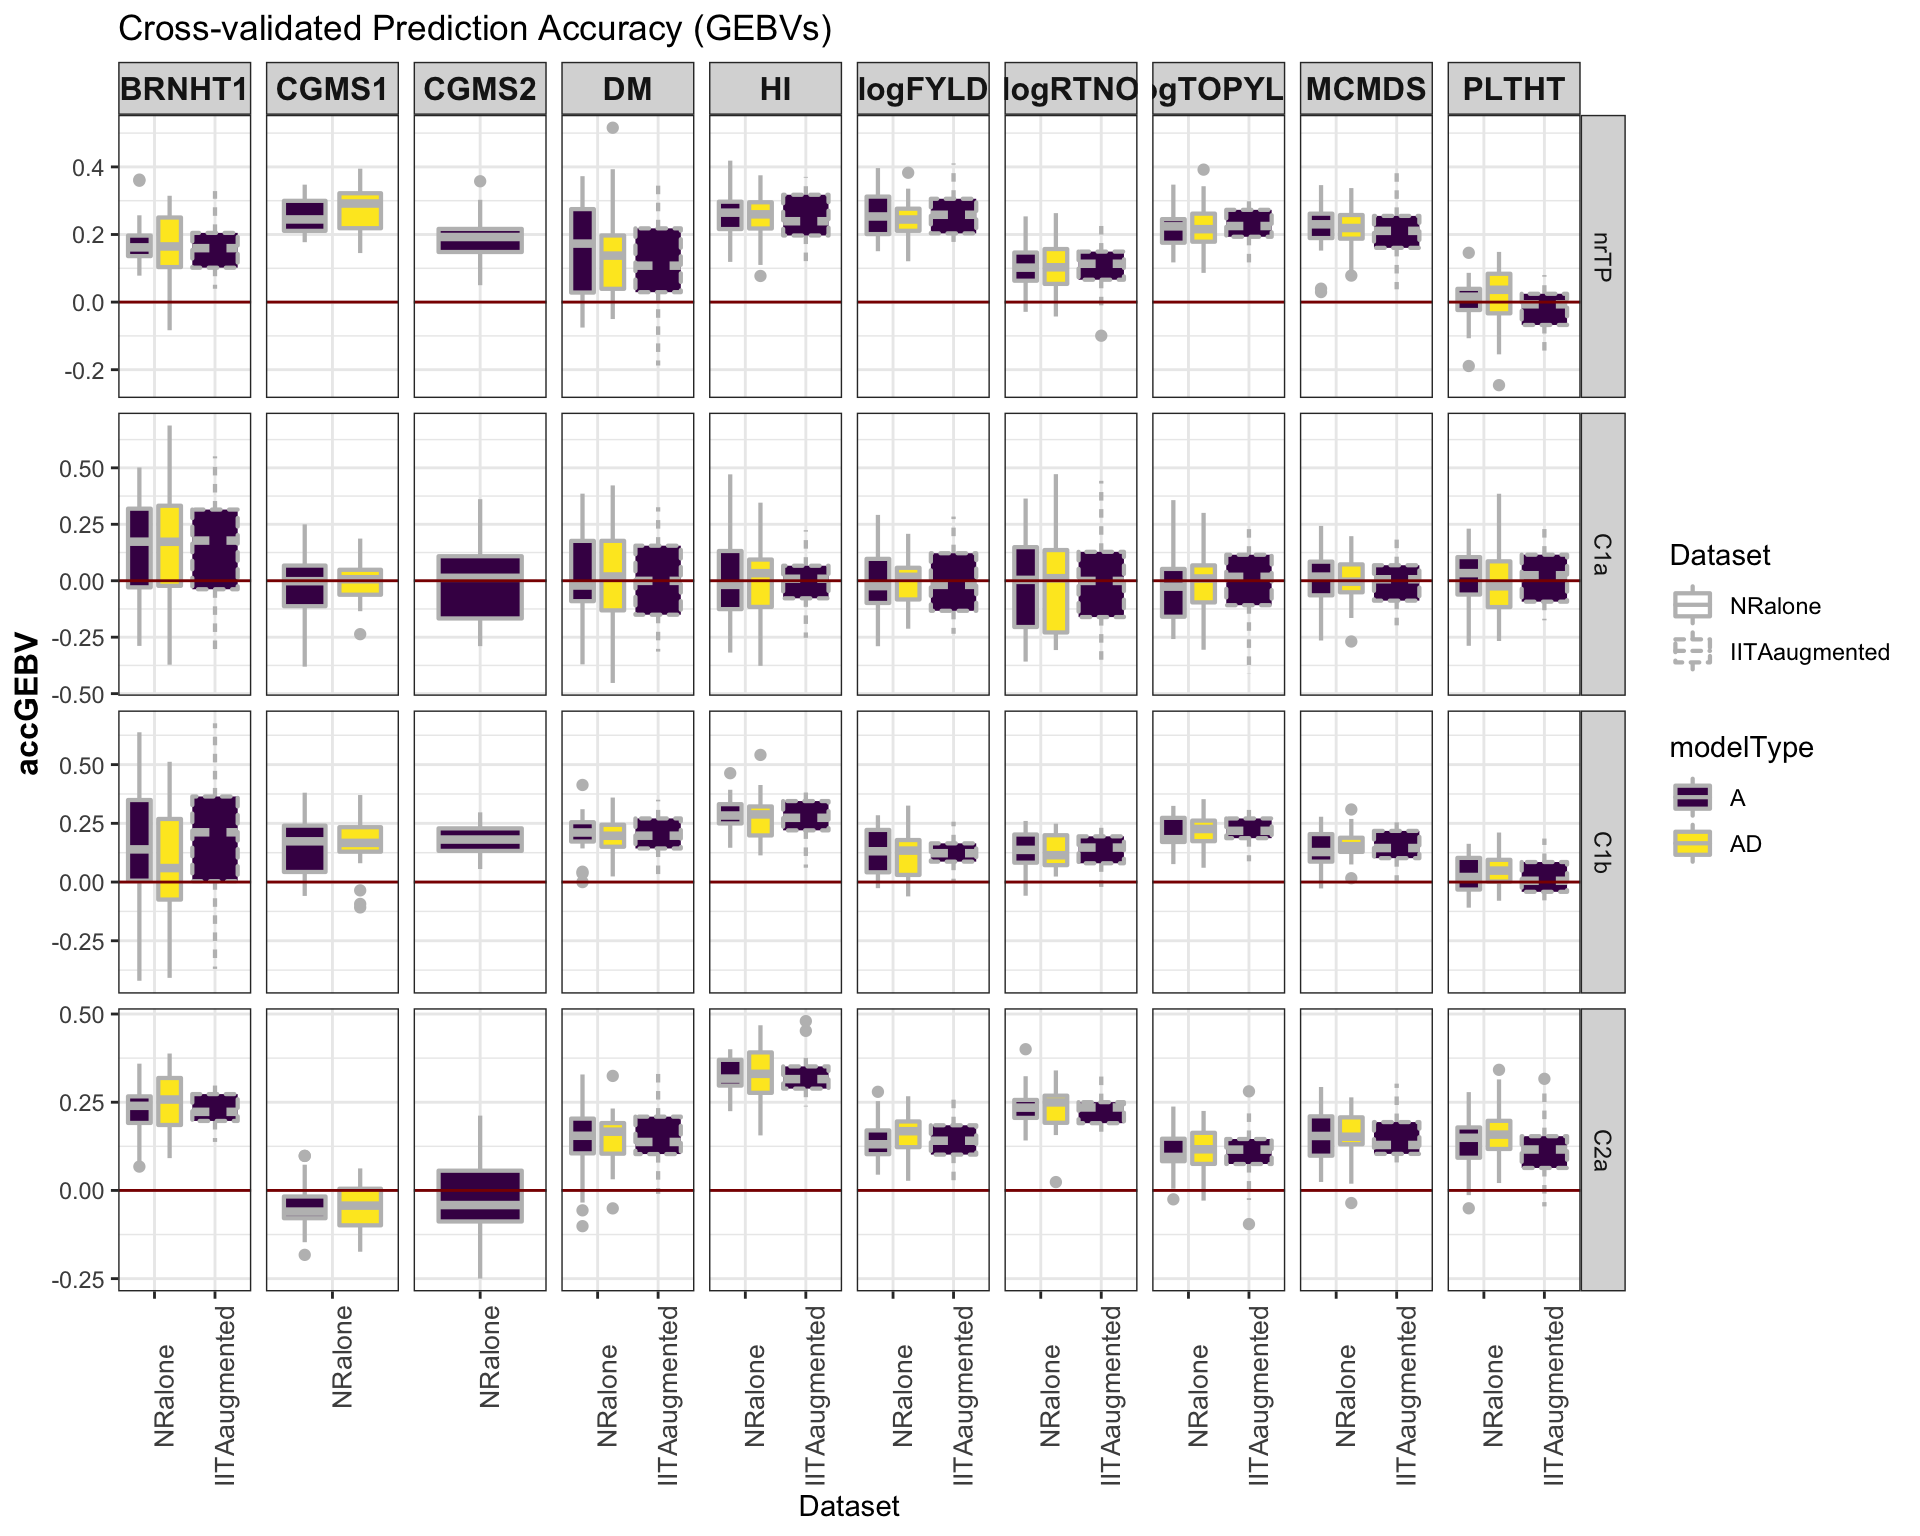 Cross-validated Prediction Accuracy (GEBVs)
BRNHT1 CGMS1 CGMS2 DM HI logFYLD logRTNO ogTOPYL MCMDS PLTHT
accGEBV
0.4
0.2
0.0
-0.2
nrTP
0.50
0.25
0.00
-0.25
-0.50
C1a
0.50
0.25
0.00
-0.25
C1b
0.50
0.25
0.00
-0.25
C2a
NRalone IITAaugmented NRalone NRalone NRalone IITAaugmented NRalone IITAaugmented NRalone IITAaugmented NRalone IITAaugmented NRalone IITAaugmented NRalone IITAaugmented NRalone IITAaugmented
Dataset
Dataset
NRalone
IITAaugmented
modelType
A
AD